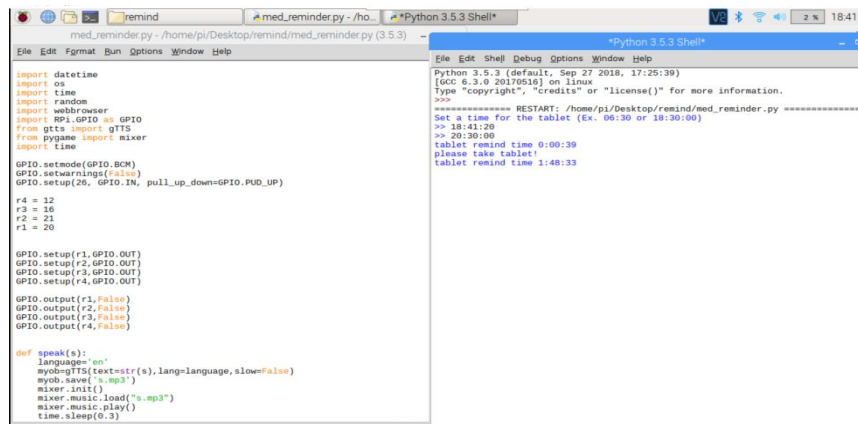 remind
med_reminder.py - /ho...
*Python 3.5.3 Shell*
2 %
18:41
med_reminder.py - /home/pi/Desktop/remind/med_reminder.py (3.5.3)
File Edit Format Run Options Window Help
import datetime
import os
import time
import random
import webbrowser
import RPi.GPIO as GPIO
from gtts import gTTS
from pygame import mixer
import time
GPIO.setmode(GPIO.BCM)
GPIO.setwarnings(False)
GPIO.setup(26, GPIO.IN, pull_up_down=GPIO.PUD_UP)
r4 = 12
r3 = 16
r2 = 21
r1 = 20
GPIO.setup(r1,GPIO.OUT)
GPIO.setup(r2,GPIO.OUT)
GPIO.setup(r3,GPIO.OUT)
GPIO.setup(r4,GPIO.OUT)
GPIO.output(r1,False)
GPIO.output(r2,False)
GPIO.output(r3,False)
GPIO.output(r4,False)
def speak(s):
    language='en'
    myob=gTTS(text=str(s),lang=language,slow=False)
    myob.save('s.mp3')
    mixer.init()
    mixer.music.load("s.mp3")
    mixer.music.play()
    time.sleep(0.3)
*Python 3.5.3 Shell*
File Edit Shell Debug Options Window Help
Python 3.5.3 (default, Sep 27 2018, 17:25:39)
[GCC 6.3.0 20170516] on linux
Type "copyright", "credits" or "license()" for more information.
>>>
============== RESTART: /home/pi/Desktop/remind/med_reminder.py ==============
Set a time for the tablet (Ex. 06:30 or 18:30:00)
>> 18:41:20
>> 20:30:00
tablet remind time 0:00:39
please take tablet!
tablet remind time 1:48:33